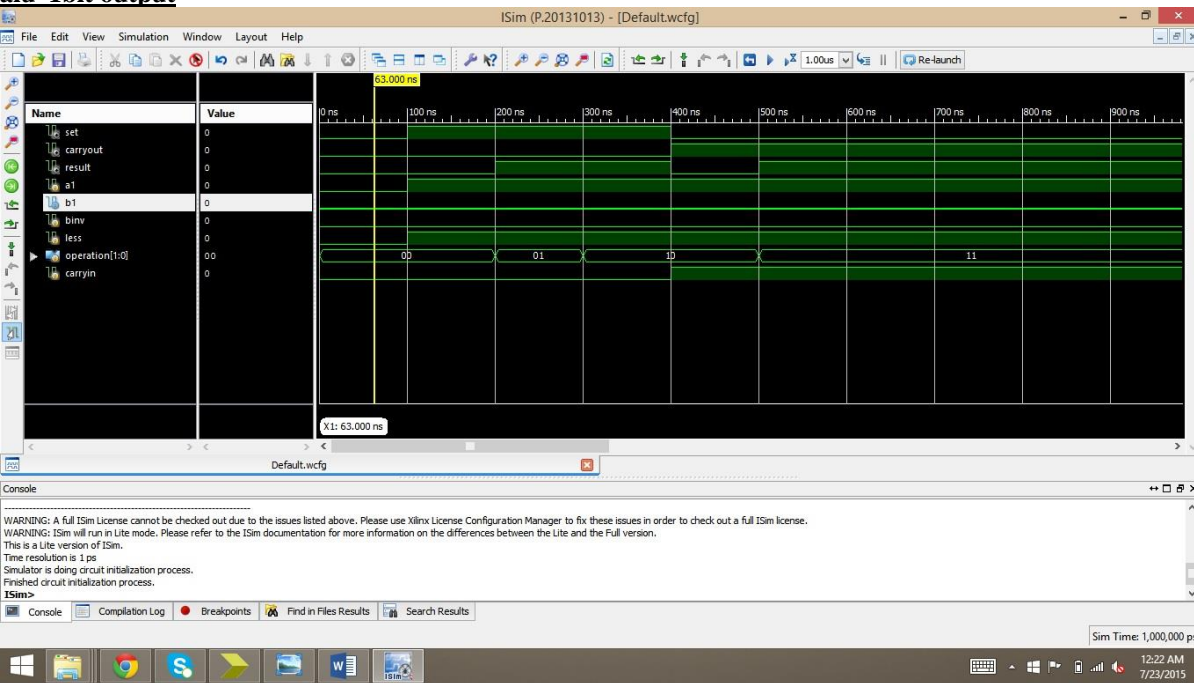 ISim (P.20131013) - [Default.wcfg]
File Edit View Simulation Window Layout Help
1.00us Re-launch
63.000 ns
Name Value
0 ns 100 ns 200 ns 300 ns 400 ns 500 ns 600 ns 700 ns 800 ns 900 ns
set 0
carryout 0
result 0
a1 0
b1 0
binv 0
less 0
operation[1:0] 00 00 01 10 11
carryin 0
X1: 63.000 ns
Default.wcfg
Console
WARNING: A full ISim License cannot be checked out due to the issues listed above. Please use Xilinx License Configuration Manager to fix these issues in order to check out a full ISim license.
WARNING: ISim will run in Lite mode. Please refer to the ISim documentation for more information on the differences between the Lite and the Full version.
This is a Lite version of ISim.
Time resolution is 1 ps
Simulator is doing circuit initialization process.
Finished circuit initialization process.
ISim>
Console Compilation Log Breakpoints Find in Files Results Search Results
Sim Time: 1,000,000 p
12:22 AM
7/23/2015